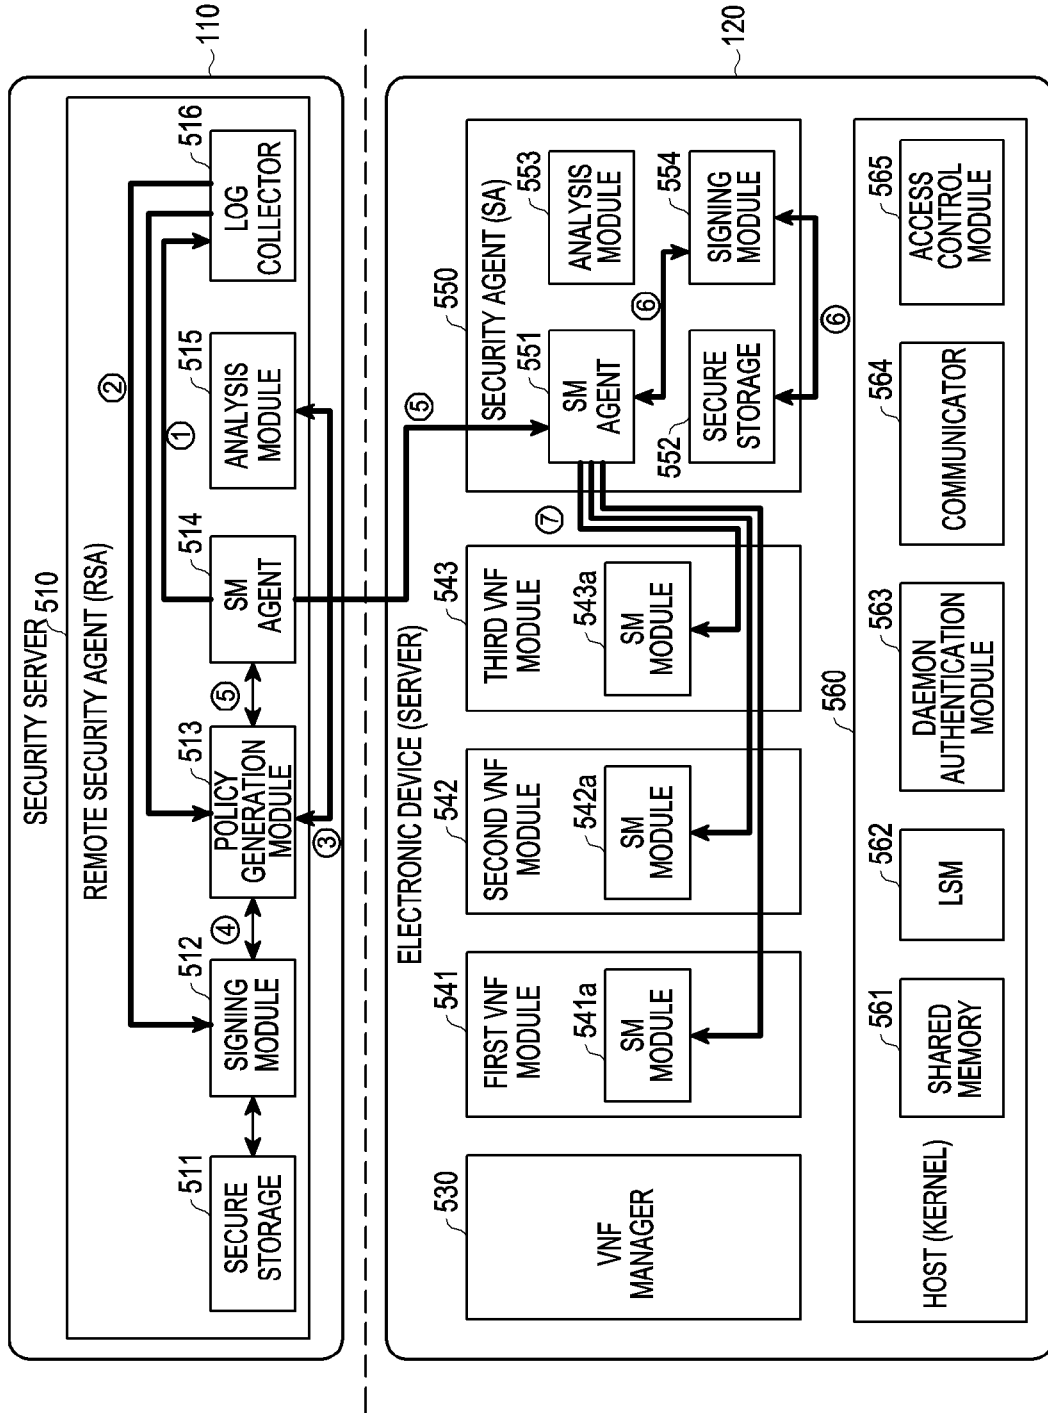 SECURITY SERVER
110
REMOTE SECURITY AGENT (RSA)
510
511
SECURE
STORAGE
512
SIGNING
MODULE
513
POLICY
GENERATION
MODULE
514
SM
AGENT
515
ANALYSIS
MODULE
516
LOG
COLLECTOR
②
①
④
⑤
③
⑤
ELECTRONIC DEVICE (SERVER)
120
530
VNF
MANAGER
541
FIRST VNF
MODULE
541a
SM MODULE
542
SECOND VNF
MODULE
542a
SM MODULE
543
THIRD VNF
MODULE
543a
SM MODULE
⑦
550
SECURITY AGENT (SA)
551
SM
AGENT
553
ANALYSIS
MODULE
⑥
552
SECURE
STORAGE
554
SIGNING
MODULE
⑥
560
HOST (KERNEL)
561
SHARED
MEMORY
562
LSM
563
DAEMON
AUTHENTICATION
MODULE
564
COMMUNICATOR
565
ACCESS
CONTROL
MODULE